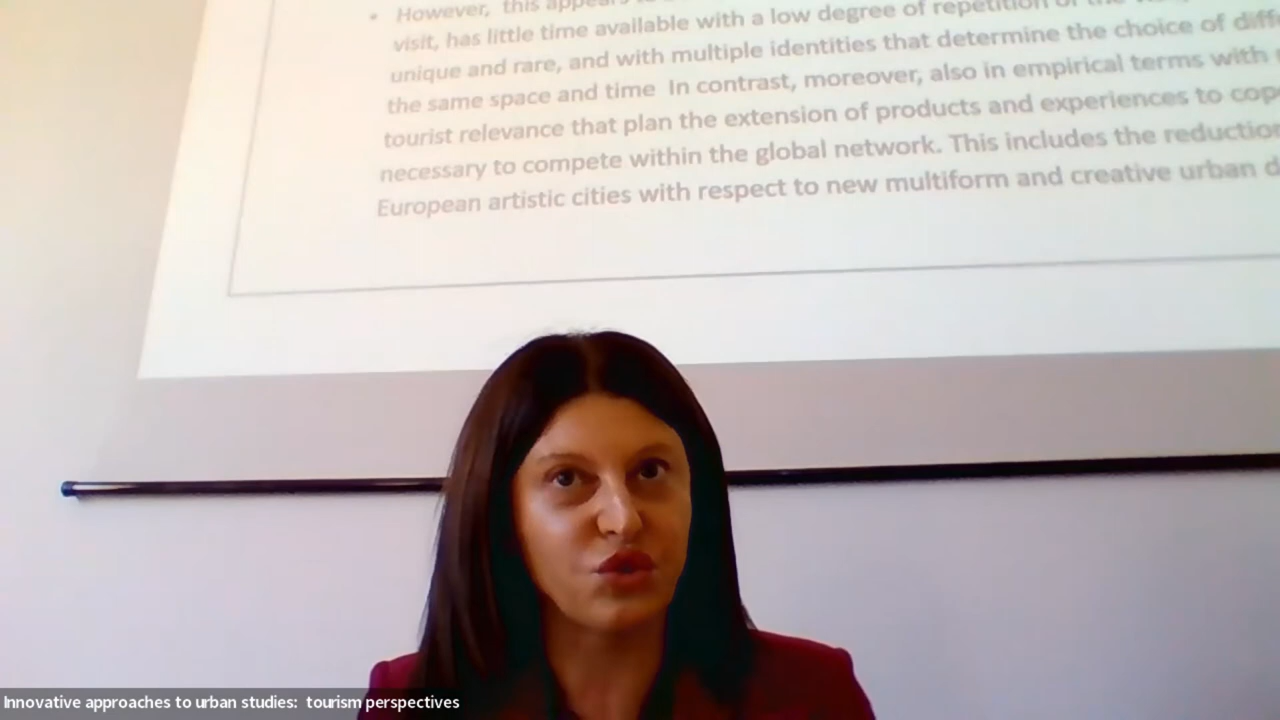 • However, this appears
visit, has little time available with a low degree of repetition of the
unique and rare, and with multiple identities that determine the choice of
the same space and time In contrast, moreover, also in empirical terms with
tourist relevance that plan the extension of products and experiences to
necessary to compete within the global network. This includes the reduction
European artistic cities with respect to new multiform and creative urban
Innovative approaches to urban studies: tourism perspectives